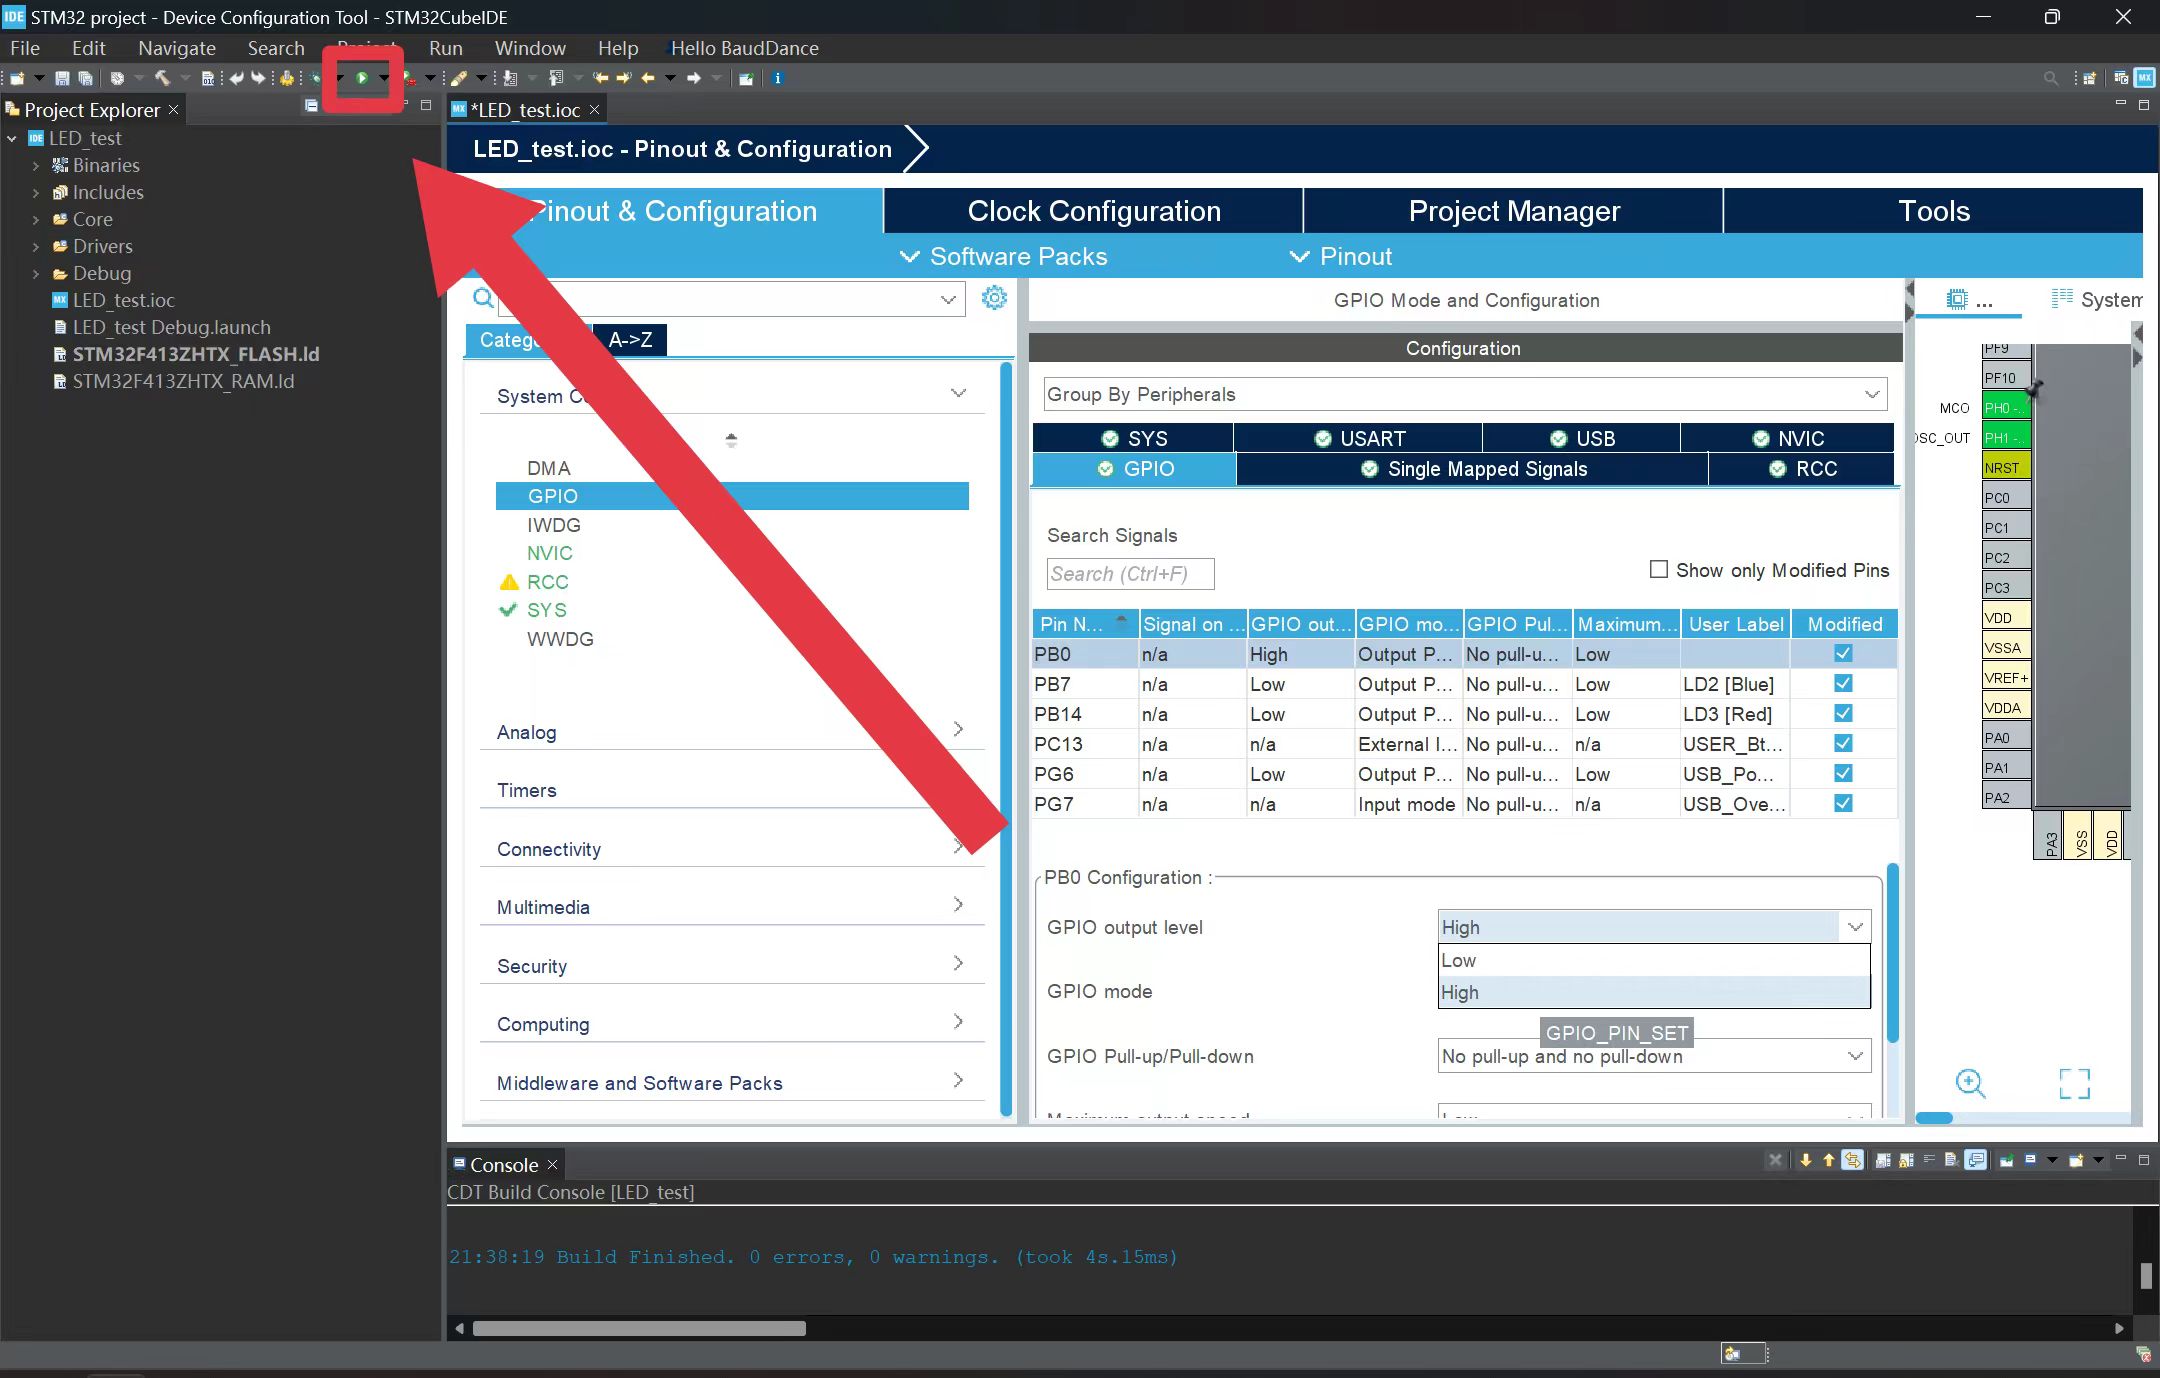 IDE STM32 project - Device Configuration Tool - STM32CubeIDE
File Edit Navigate Search Project Run Window Help Hello BaudDance
Project Explorer
LED_test
Binaries
Includes
Core
Drivers
Debug
LED_test.ioc
LED_test Debug.launch
STM32F413ZHTX_FLASH.ld
STM32F413ZHTX_RAM.ld
*LED_test.ioc
LED_test.ioc - Pinout & Configuration
Pinout & Configuration
Clock Configuration
Project Manager
Tools
Software Packs
Pinout
A->Z
DMA
GPIO
IWDG
NVIC
RCC
SYS
WWDG
Analog
Timers
Connectivity
Multimedia
Security
Computing
Middleware and Software Packs
GPIO Mode and Configuration
Configuration
Group By Peripherals
SYS USART USB NVIC
GPIO Single Mapped Signals RCC
Search Signals
Search (Ctrl+F)
Show only Modified Pins
Pin N... Signal on ... GPIO out... GPIO mo... GPIO Pul... Maximum... User Label Modified
PB0 n/a High Output P... No pull-u... Low
PB7 n/a Low Output P... No pull-u... Low LD2 [Blue]
PB14 n/a Low Output P... No pull-u... Low LD3 [Red]
PC13 n/a n/a External I... No pull-u... n/a USER_Bt...
PG6 n/a Low Output P... No pull-u... Low USB_Po...
PG7 n/a n/a Input mode No pull-u... n/a USB_Ove...
PB0 Configuration :
GPIO output level High
Low
GPIO mode High
GPIO_PIN_SET
GPIO Pull-up/Pull-down No pull-up and no pull-down
... System
PF9
PF10
MCO PH0 -..
OSC_OUT PH1 -..
NRST
PC0
PC1
PC2
PC3
VDD
VSSA
VREF+
VDDA
PA0
PA1
PA2
PA3
VSS
VDD
Console
CDT Build Console [LED_test]
21:38:19 Build Finished. 0 errors, 0 warnings. (took 4s.15ms)